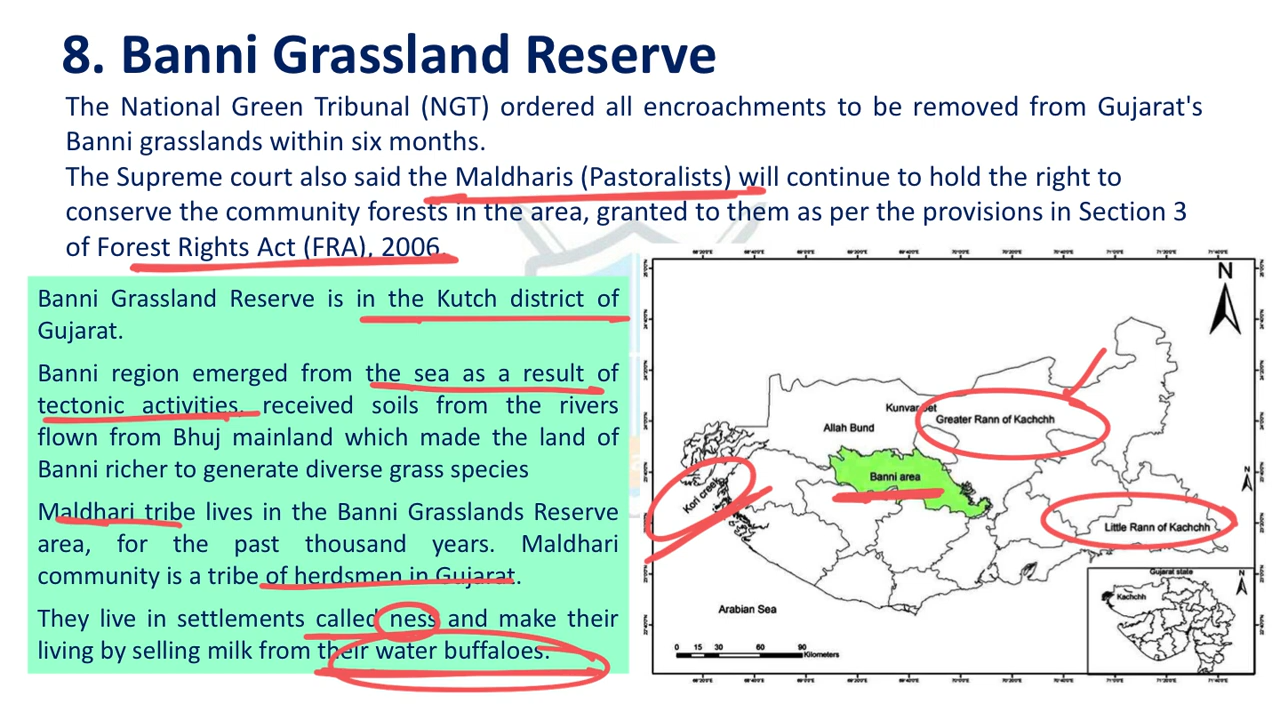 8. Banni Grassland Reserve
The National Green Tribunal (NGT) ordered all encroachments to be removed from Gujarat's
Banni grasslands within six months.
The Supreme court also said the Maldharis (Pastoralists) will continue to hold the right to
conserve the community forests in the area, granted to them as per the provisions in Section 3
of Forest Rights Act (FRA), 2006.
Banni Grassland Reserve is in the Kutch district of
Gujarat.
Banni region emerged from the sea as a result of
tectonic activities, received soils from the rivers
flown from Bhuj mainland which made the land of
Banni richer to generate diverse grass species
Maldhari tribe lives in the Banni Grasslands Reserve
area, for the past thousand years. Maldhari
community is a tribe of herdsmen in Gujarat.
They live in settlements called ness and make their
living by selling milk from their water buffaloes.
N
Greater Rann of Kachchh
Allah Bund
Banni area
Kori creek
N
Little Rann of Kachchh
Arabian Sea
0 15 30 60 90
Kilometers
Gujarat state
N
Kachchh